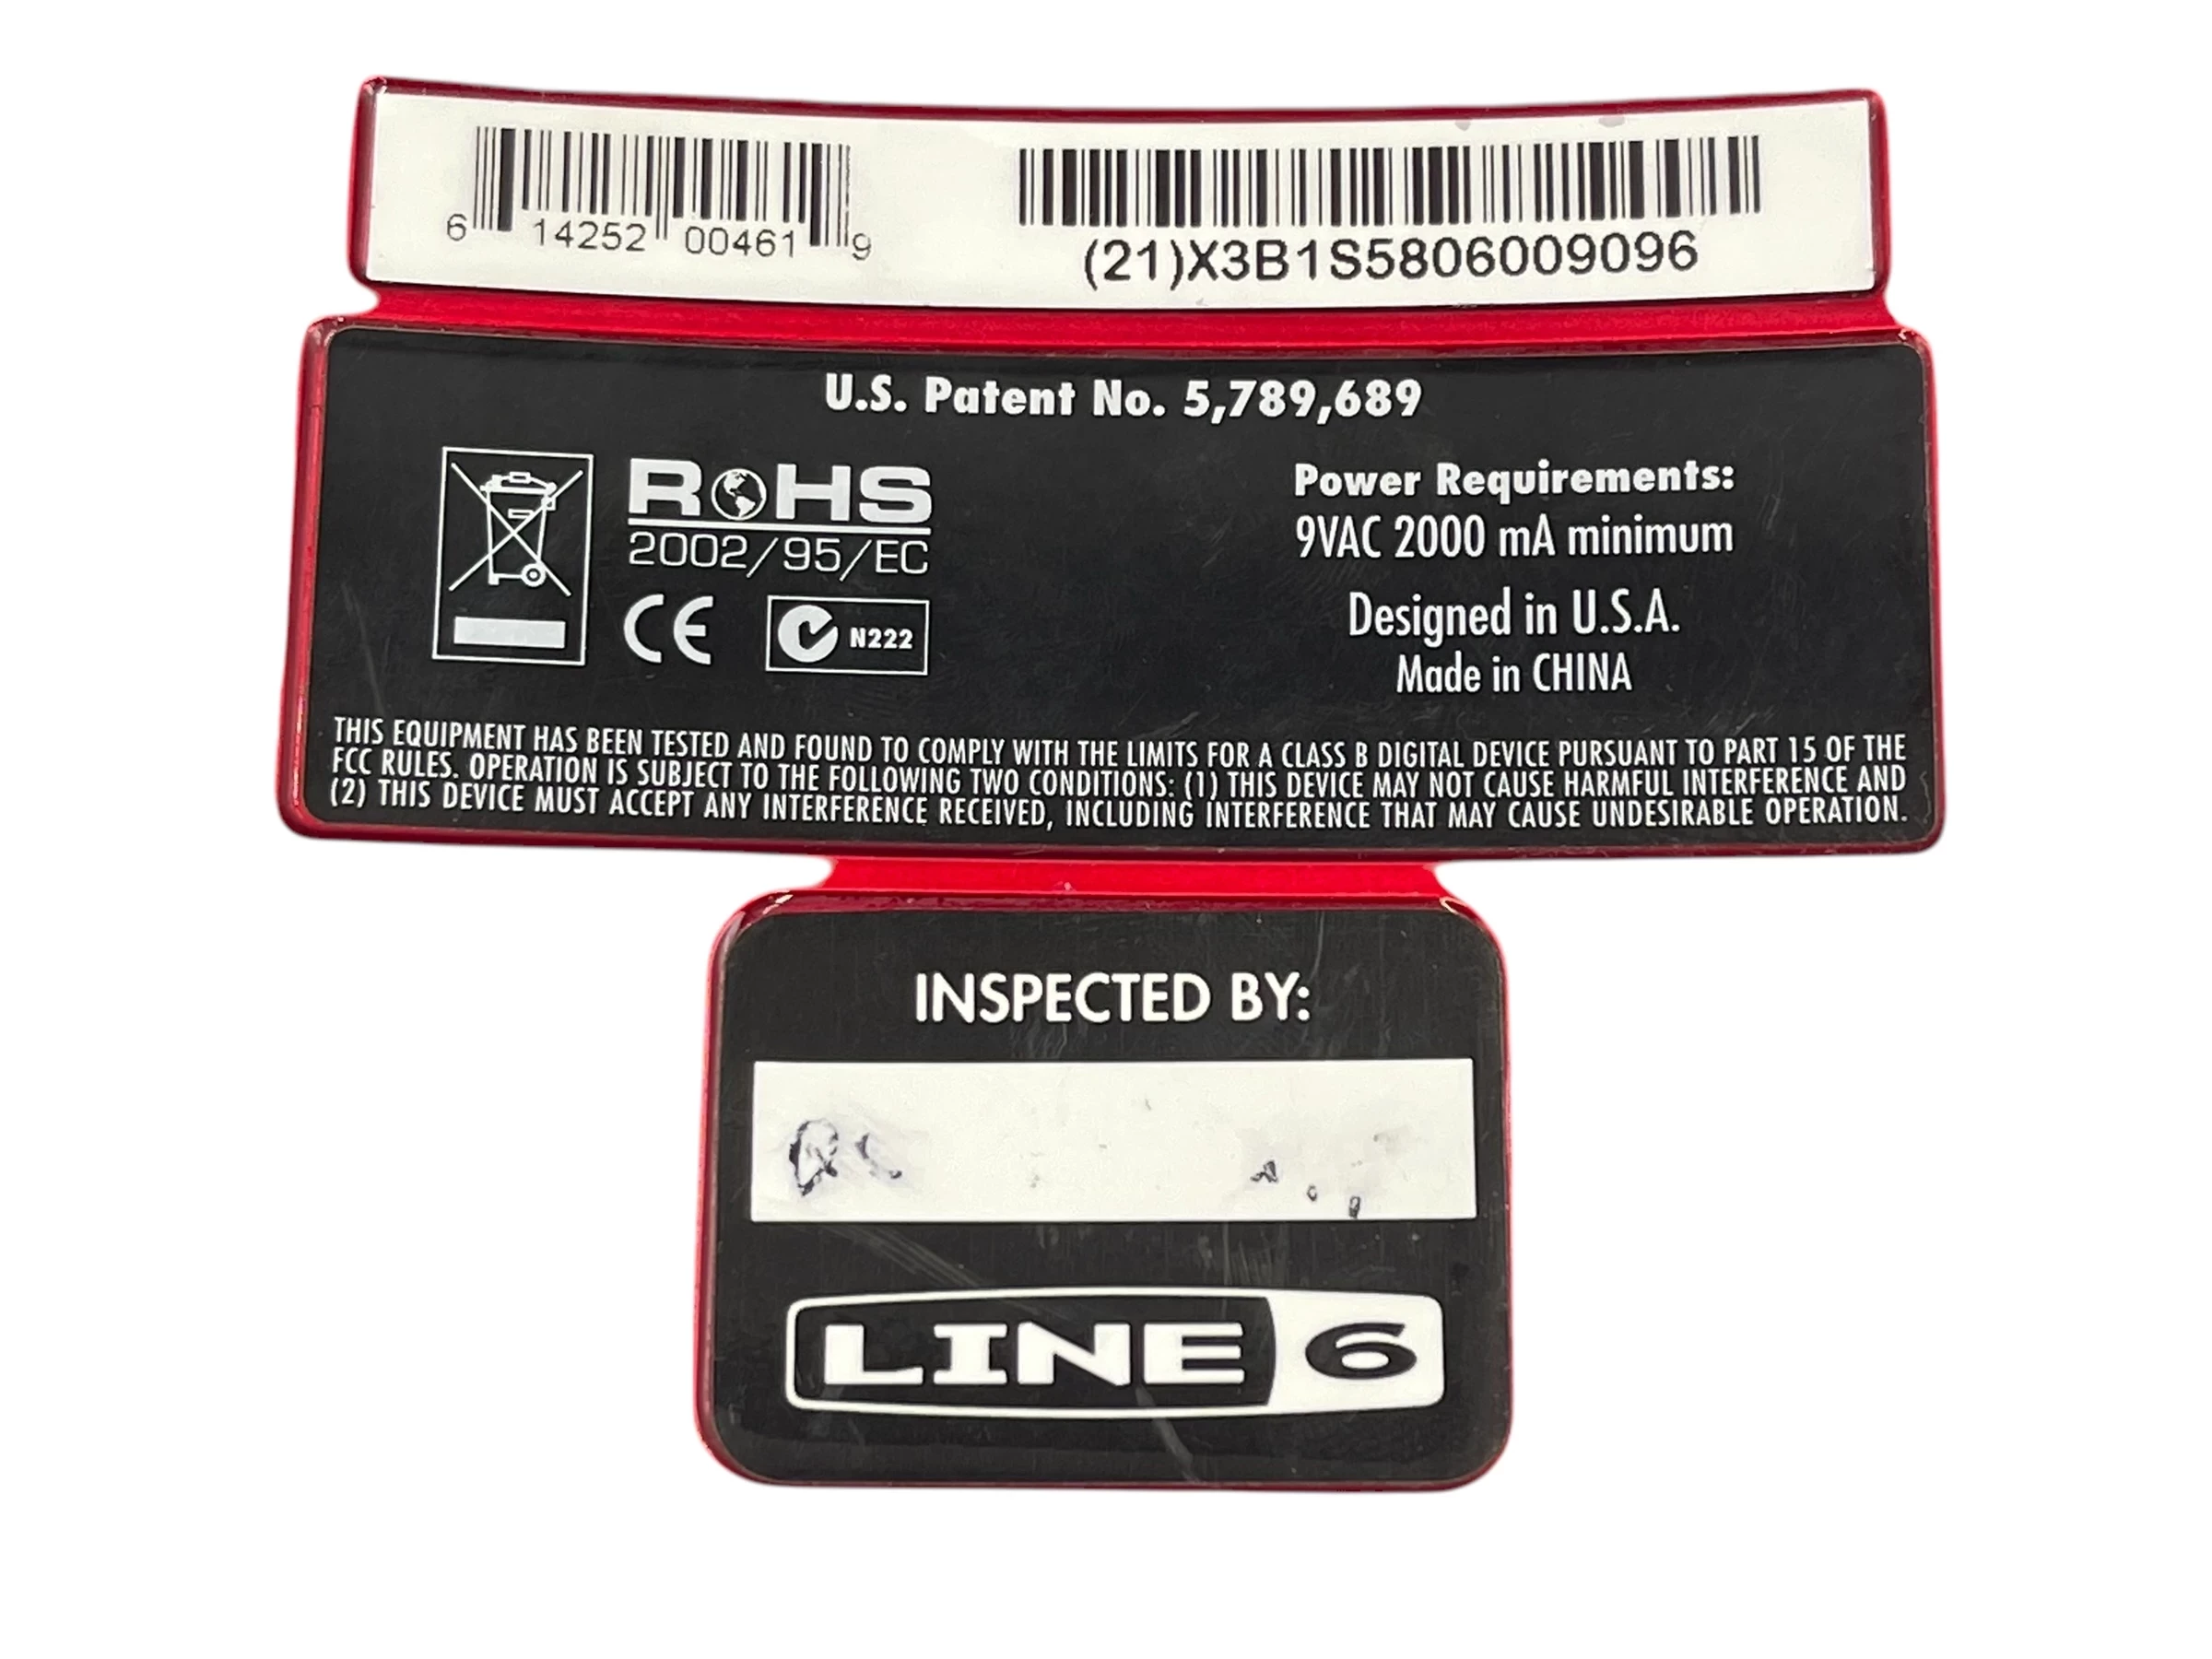 6 14252 00461 9
(21)X3B1S5806009096
U.S. Patent No. 5,789,689
RoHS
2002/95/EC
CE
N222
Power Requirements:
9VAC 2000 mA minimum
Designed in U.S.A.
Made in CHINA
THIS EQUIPMENT HAS BEEN TESTED AND FOUND TO COMPLY WITH THE LIMITS FOR A CLASS B DIGITAL DEVICE PURSUANT TO PART 15 OF THE
FCC RULES. OPERATION IS SUBJECT TO THE FOLLOWING TWO CONDITIONS: (1) THIS DEVICE MAY NOT CAUSE HARMFUL INTERFERENCE AND
(2) THIS DEVICE MUST ACCEPT ANY INTERFERENCE RECEIVED, INCLUDING INTERFERENCE THAT MAY CAUSE UNDESIRABLE OPERATION.
INSPECTED BY:
LINE 6